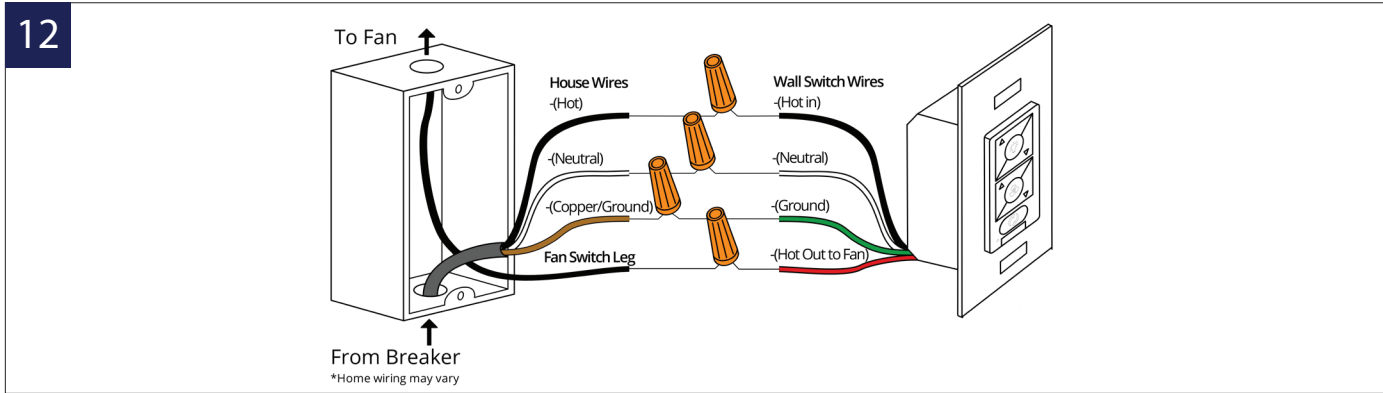 12
To Fan
House Wires
-(Hot)
Wall Switch Wires
-(Hot in)
-(Neutral)
-(Neutral)
-(Copper/Ground)
-(Ground)
Fan Switch Leg
-(Hot Out to Fan)
From Breaker
*Home wiring may vary